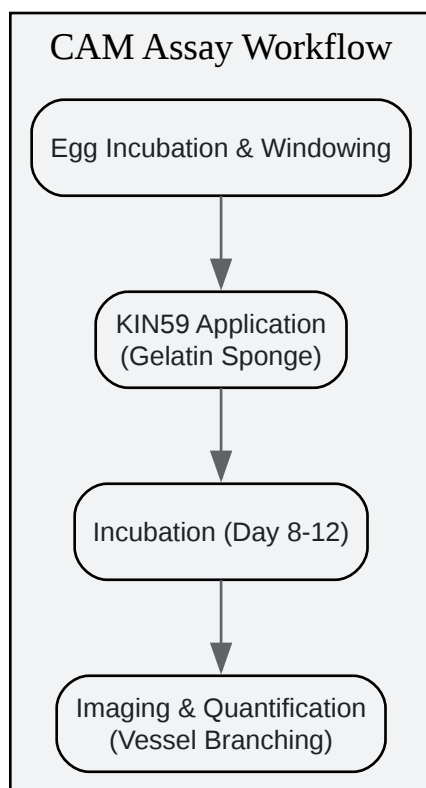 CAM Assay Workflow
Egg Incubation & Windowing
KIN59 Application
(Gelatin Sponge)
Incubation (Day 8-12)
Imaging & Quantification
(Vessel Branching)